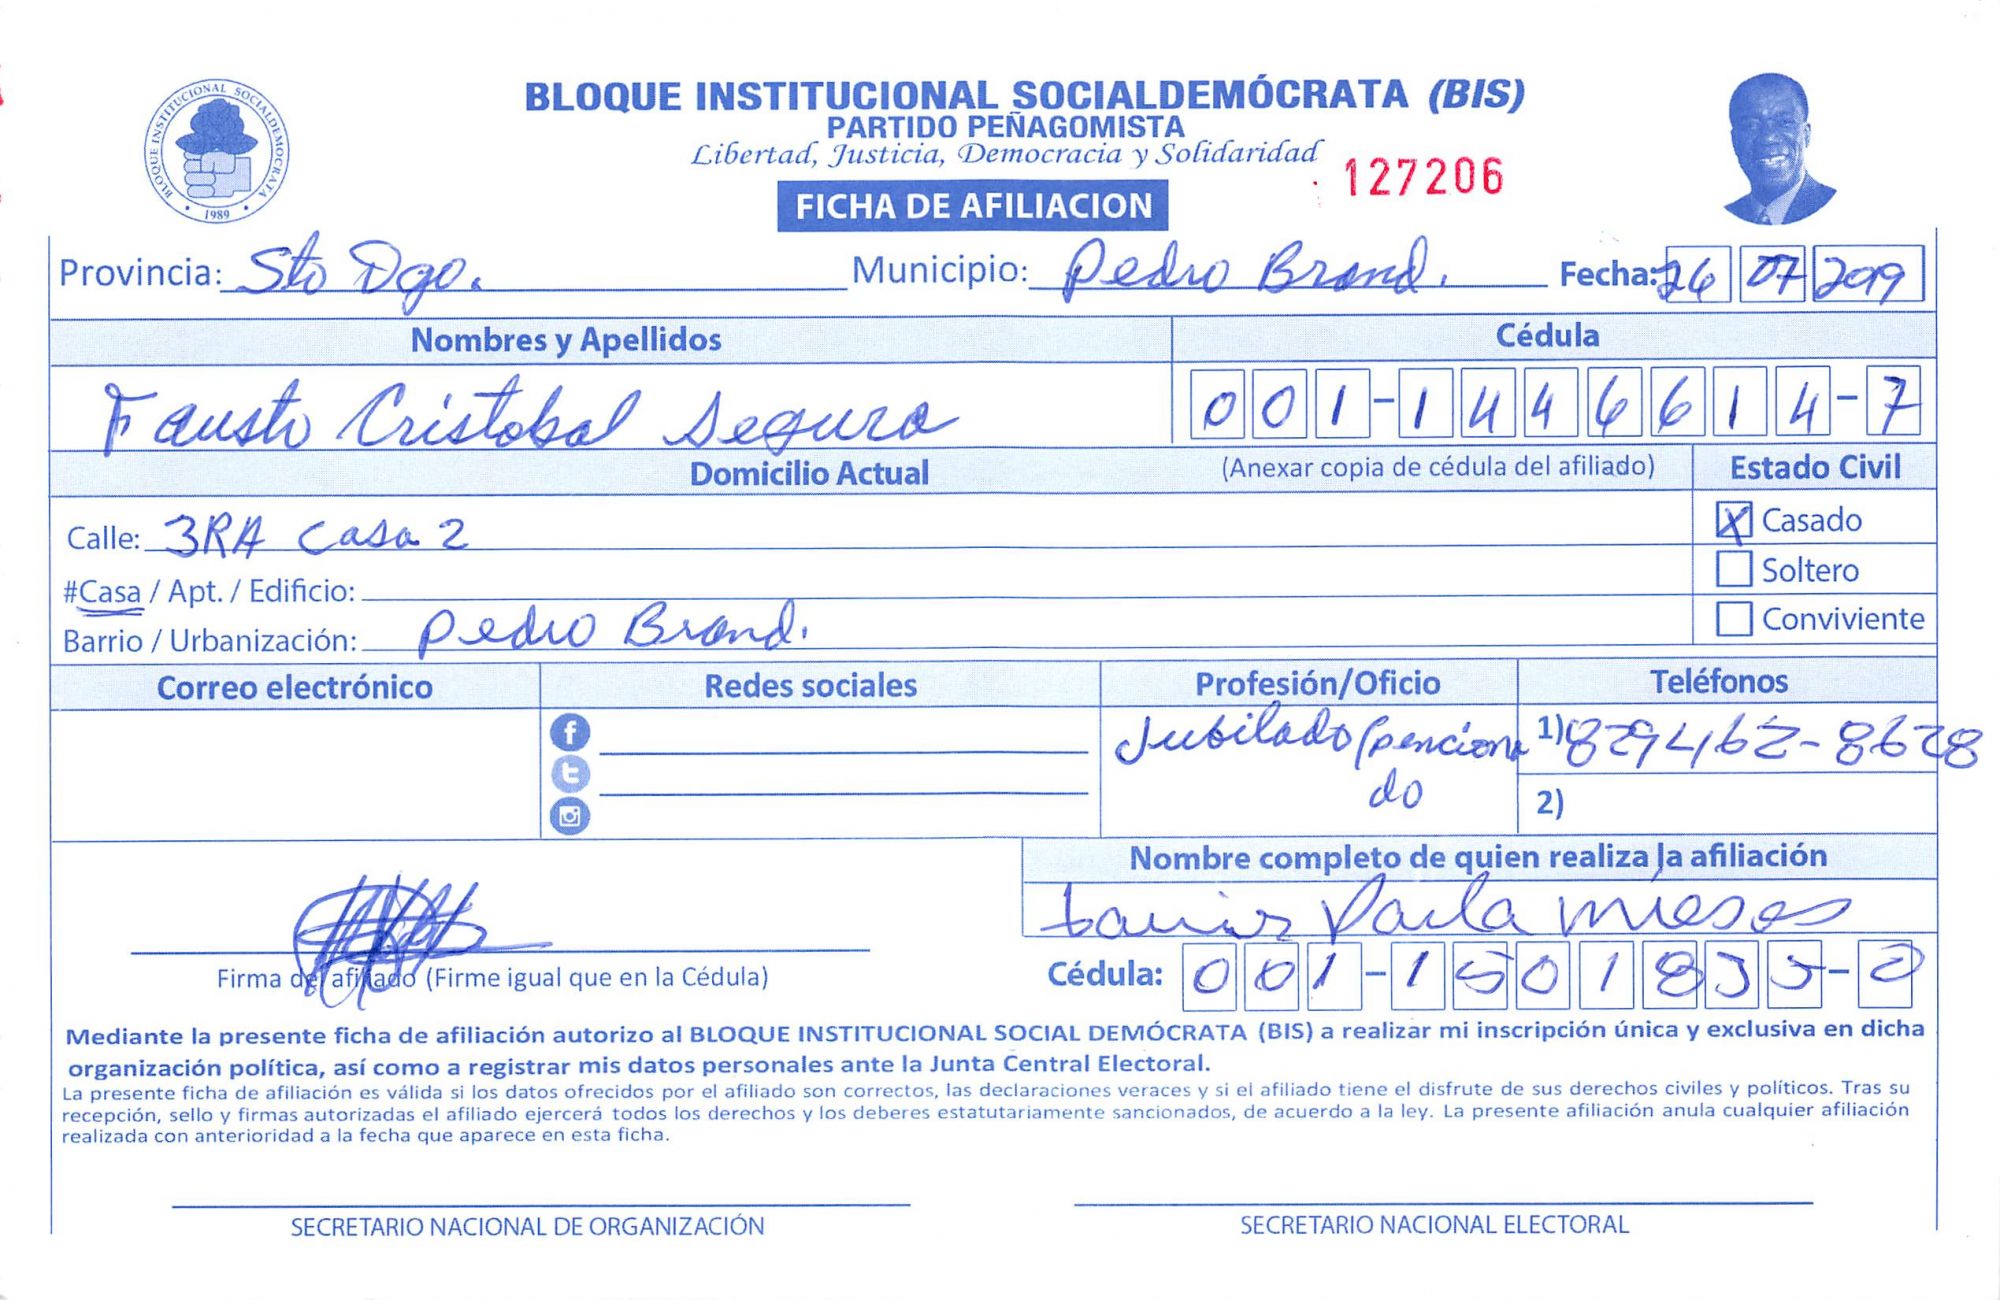 BLOQUE INSTITUCIONAL SOCIALDEMÓCRATA (BIS)
PARTIDO PEÑAGOMISTA
Libertad, Justicia, Democracia y Solidaridad
127206
FICHA DE AFILIACION
BLOQUE INSTITUCIONAL SOCIALDEMOCRATA
1989
Provincia: Sto Dgo. Municipio: Pedro Brand. Fecha: 26 07 2019
Nombres y Apellidos Cédula
Fausto Cristobal Segura 001-1446614-7
Domicilio Actual (Anexar copia de cédula del afiliado) Estado Civil
Calle: 3RA Casa 2 X Casado
#Casa / Apt. / Edificio: Soltero
Barrio / Urbanización: Pedro Brand. Conviviente
Correo electrónico Redes sociales Profesión/Oficio Teléfonos
Jubilado (penciona 1) 829462-8628
do 2)
Nombre completo de quien realiza la afiliación
Paula mieses
Firma del afiliado (Firme igual que en la Cédula) Cédula: 001-1501835-2
Mediante la presente ficha de afiliación autorizo al BLOQUE INSTITUCIONAL SOCIAL DEMÓCRATA (BIS) a realizar mi inscripción única y exclusiva en dicha
organización política, así como a registrar mis datos personales ante la Junta Central Electoral.
La presente ficha de afiliación es válida si los datos ofrecidos por el afiliado son correctos, las declaraciones veraces y si el afiliado tiene el disfrute de sus derechos civiles y políticos. Tras su
recepción, sello y firmas autorizadas el afiliado ejercerá todos los derechos y los deberes estatutariamente sancionados, de acuerdo a la ley. La presente afiliación anula cualquier afiliación
realizada con anterioridad a la fecha que aparece en esta ficha.
SECRETARIO NACIONAL DE ORGANIZACIÓN SECRETARIO NACIONAL ELECTORAL